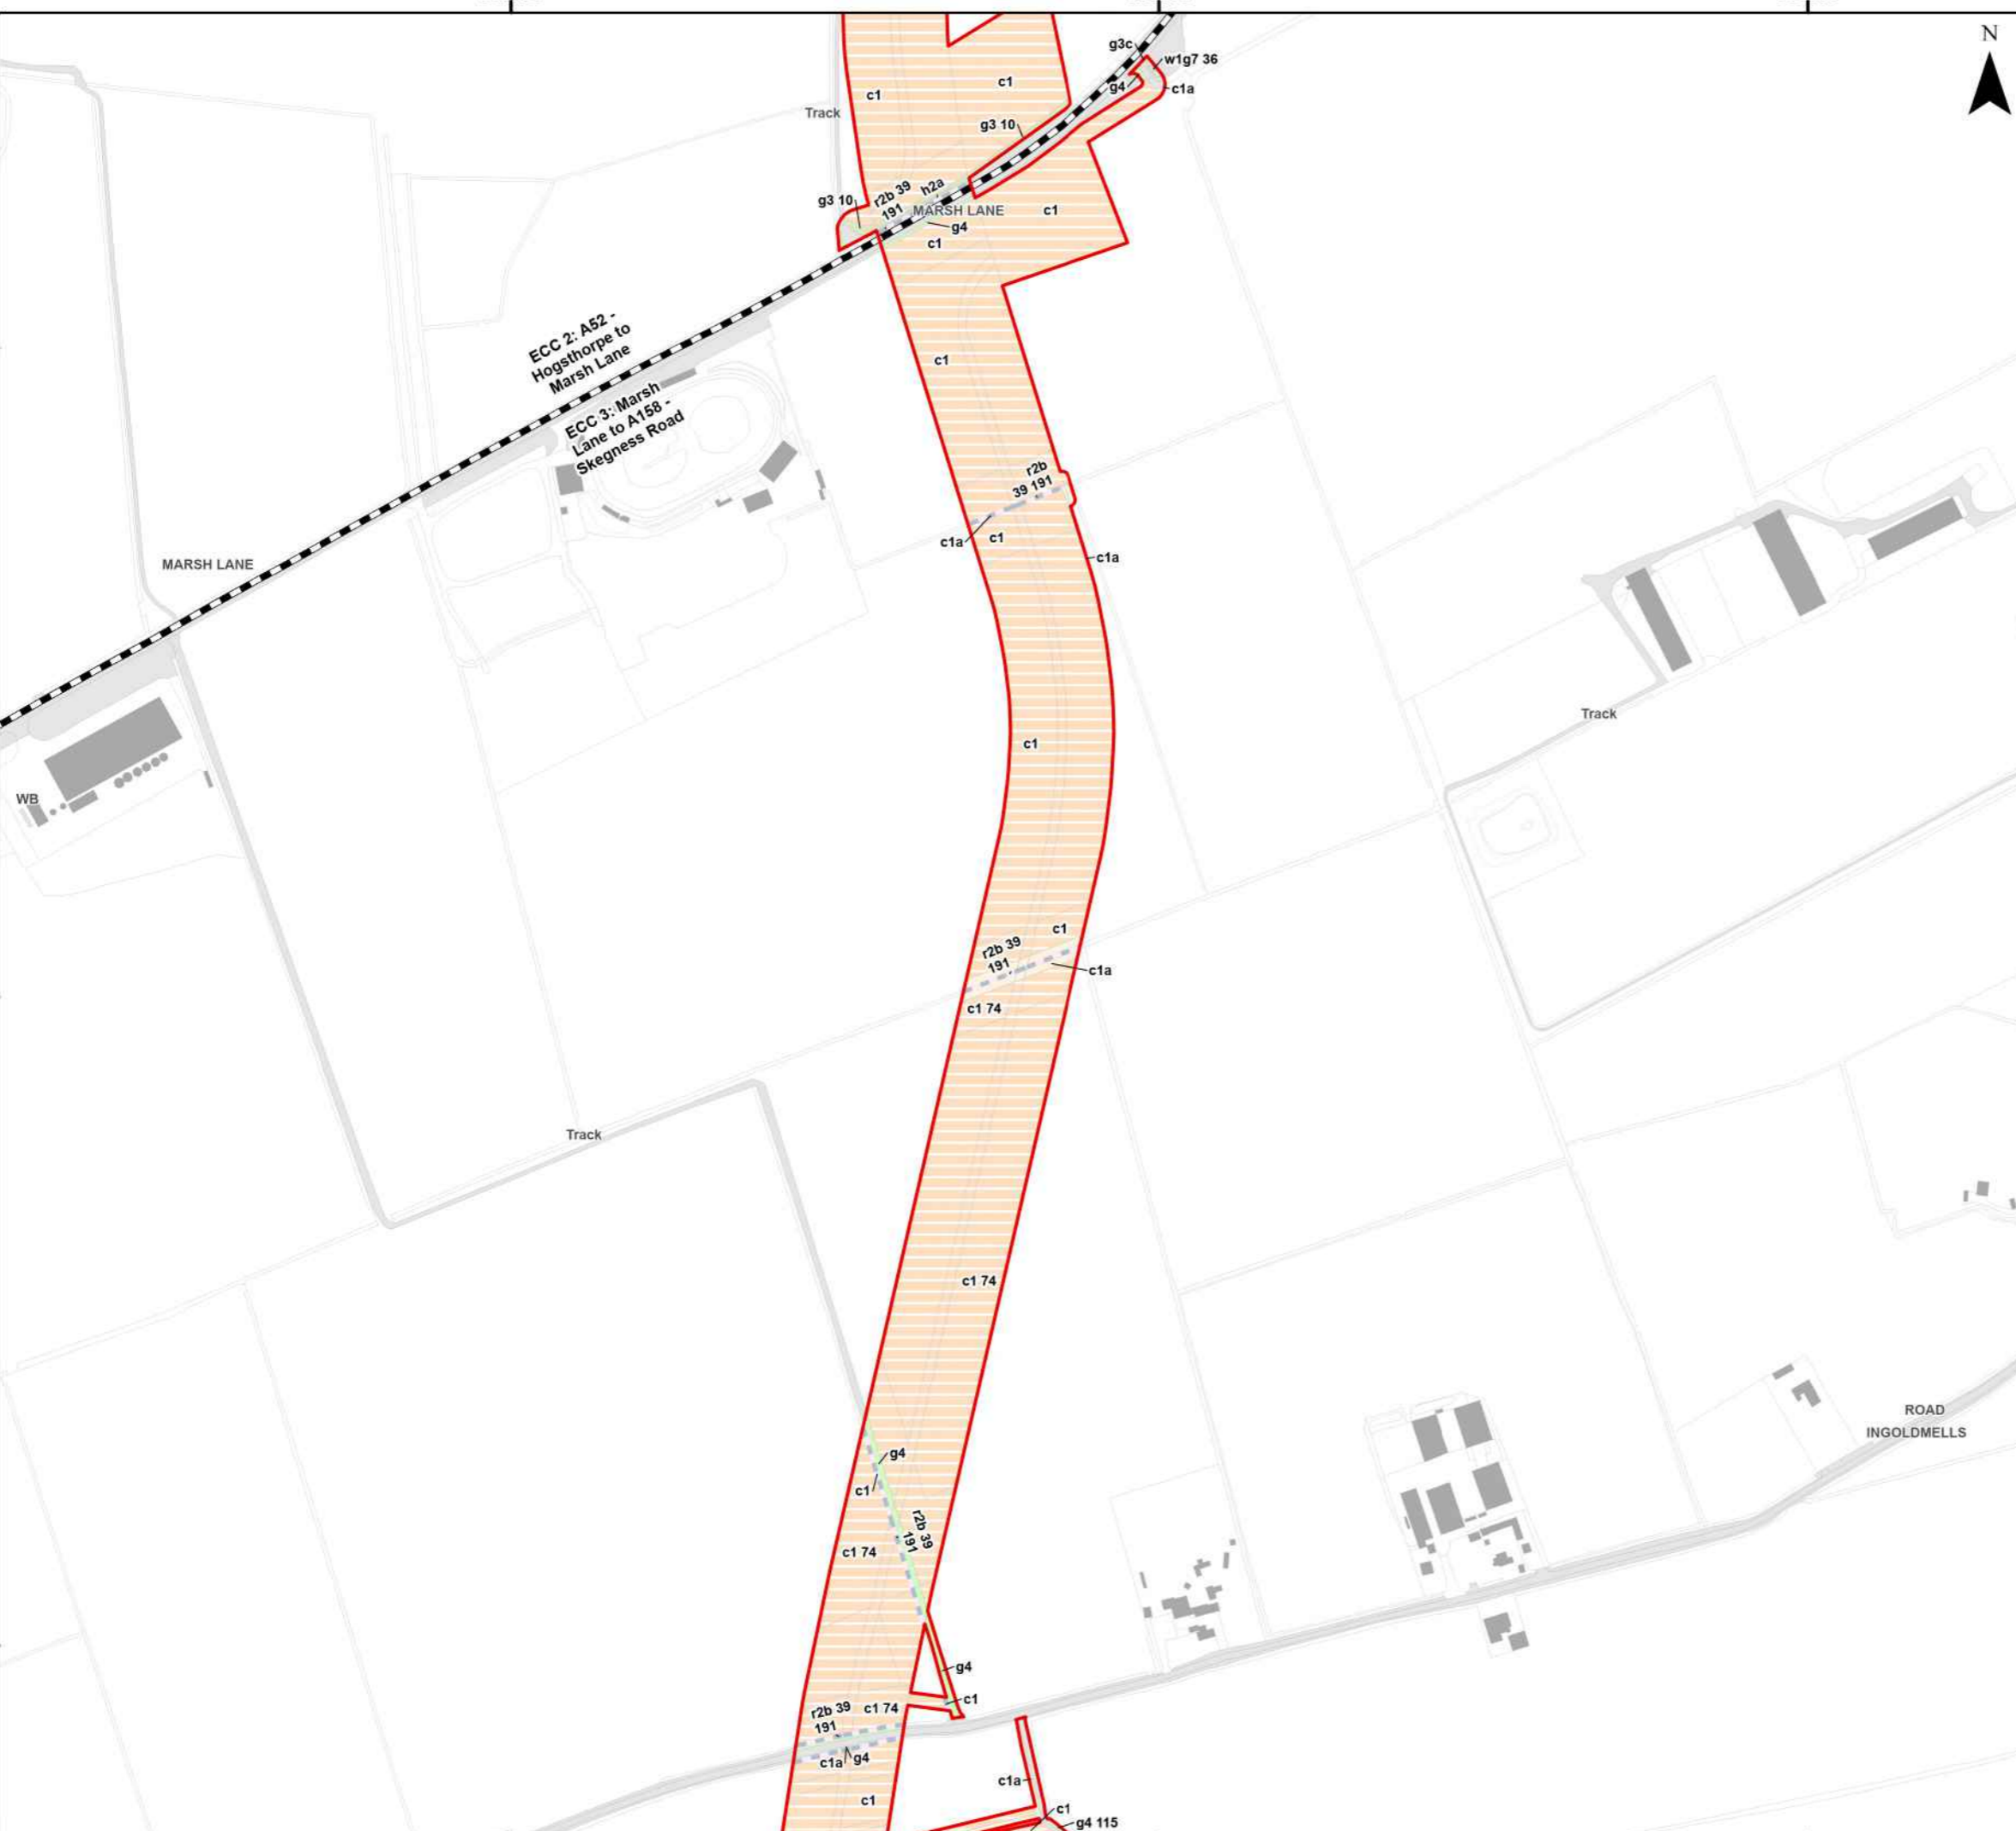 N
g3c
w1g7 36
c1
c1
g4
c1a
Track
g3 10
r2b 39
191
h2a
g3 10
MARSH LANE
c1
g4
c1
ECC 2: A52 -
Hogsthorpe to
Marsh Lane
c1
ECC 3: Marsh
Lane to A158 -
Skegness Road
r2b
39 191
c1a
c1
c1a
MARSH LANE
Track
c1
WB
c1
r2b 39
191
c1a
c1 74
Track
c1 74
ROAD
INGOLDMELLS
g4
c1
r2b 39
191
c1 74
g4
c1
r2b 39
191
c1 74
c1a
g4
c1a
c1
c1
g4 115